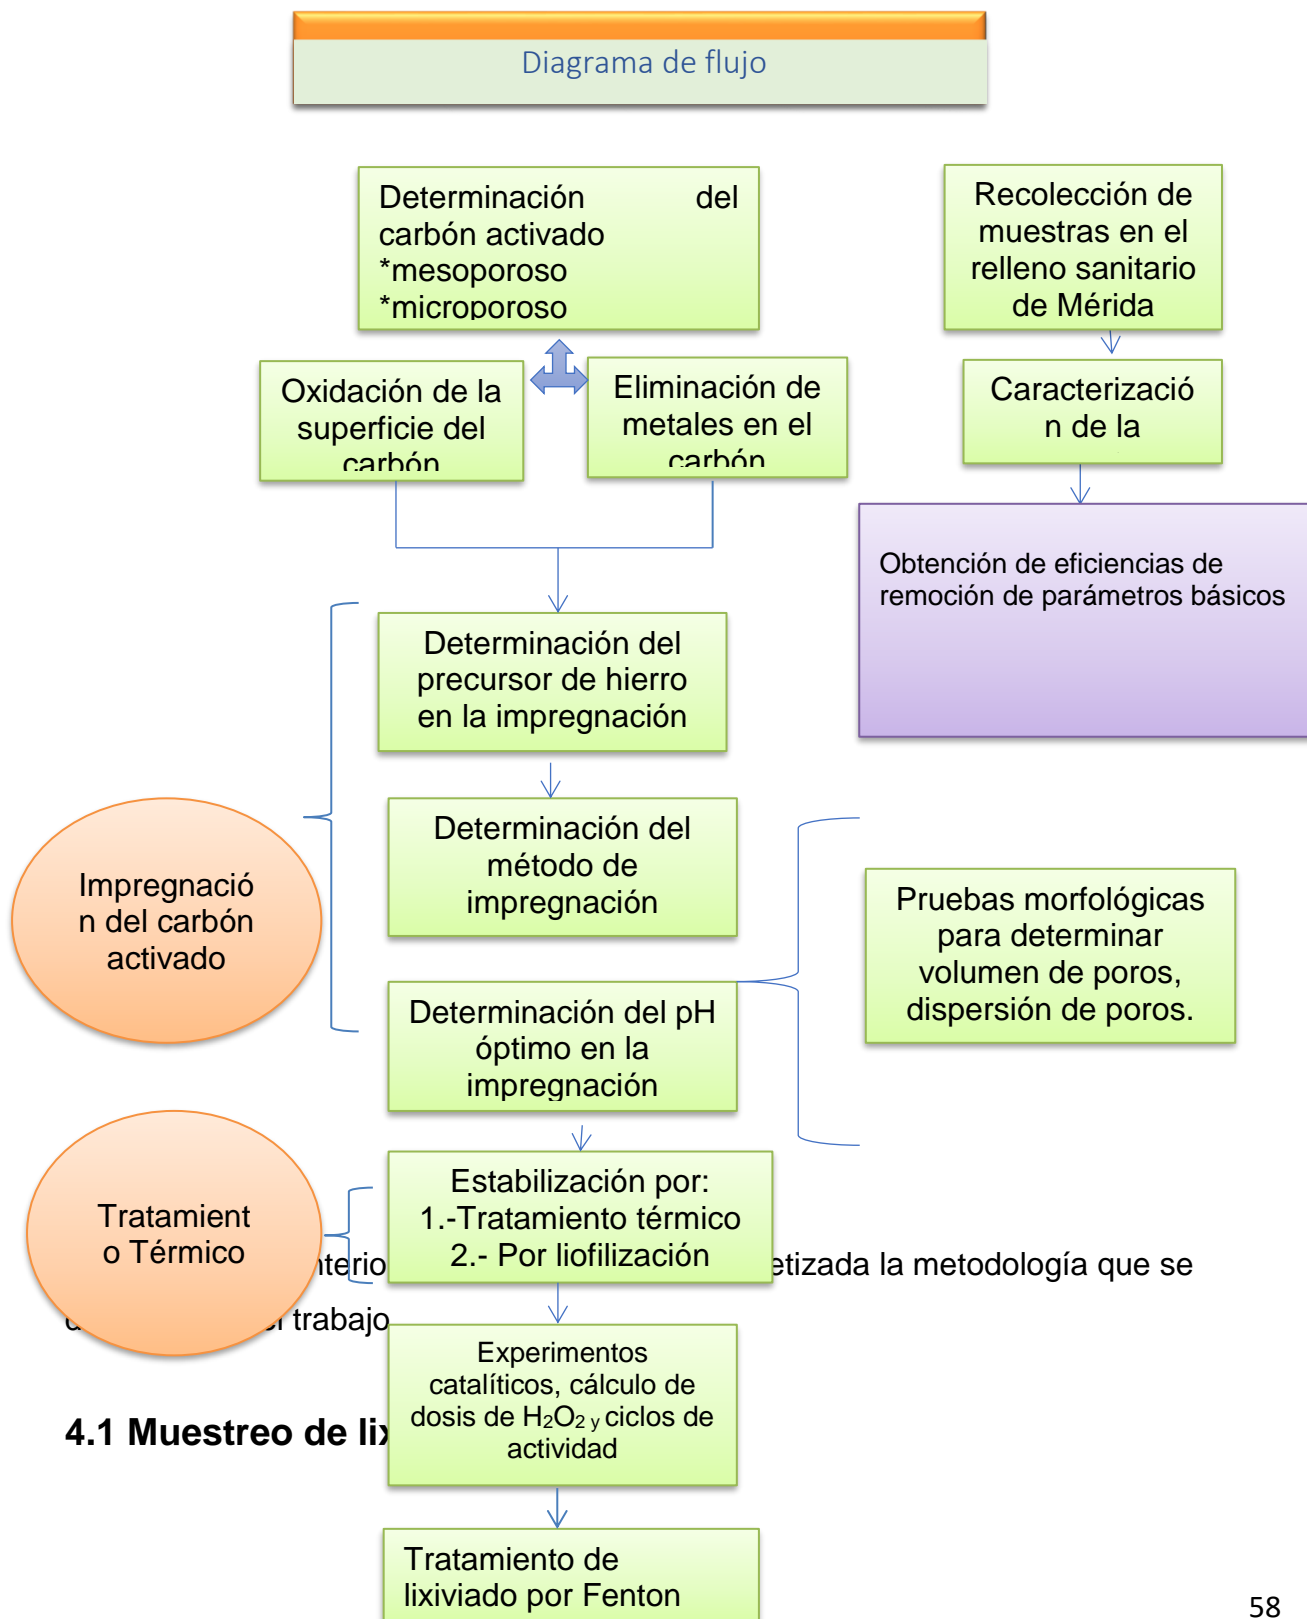 Diagrama de flujo
Determinación del
carbón activado
*mesoporoso
*microporoso
Recolección de
muestras en el
relleno sanitario
de Mérida
Oxidación de la
superficie del
carbón
Eliminación de
metales en el
carbón
Caracterizació
n de la
Obtención de eficiencias de
remoción de parámetros básicos
Determinación del
precursor de hierro
en la impregnación
Impregnació
n del carbón
activado
Determinación del
método de
impregnación
Pruebas morfológicas
para determinar
volumen de poros,
dispersión de poros.
Determinación del pH
óptimo en la
impregnación
Tratamient
o Térmico
Estabilización por:
1.-Tratamiento térmico
2.- Por liofilización
etizada la metodología que se
trabajo
Experimentos
catalíticos, cálculo de
dosis de H₂O₂ y ciclos de
actividad
4.1 Muestreo de
Tratamiento de
lixiviado por Fenton
58